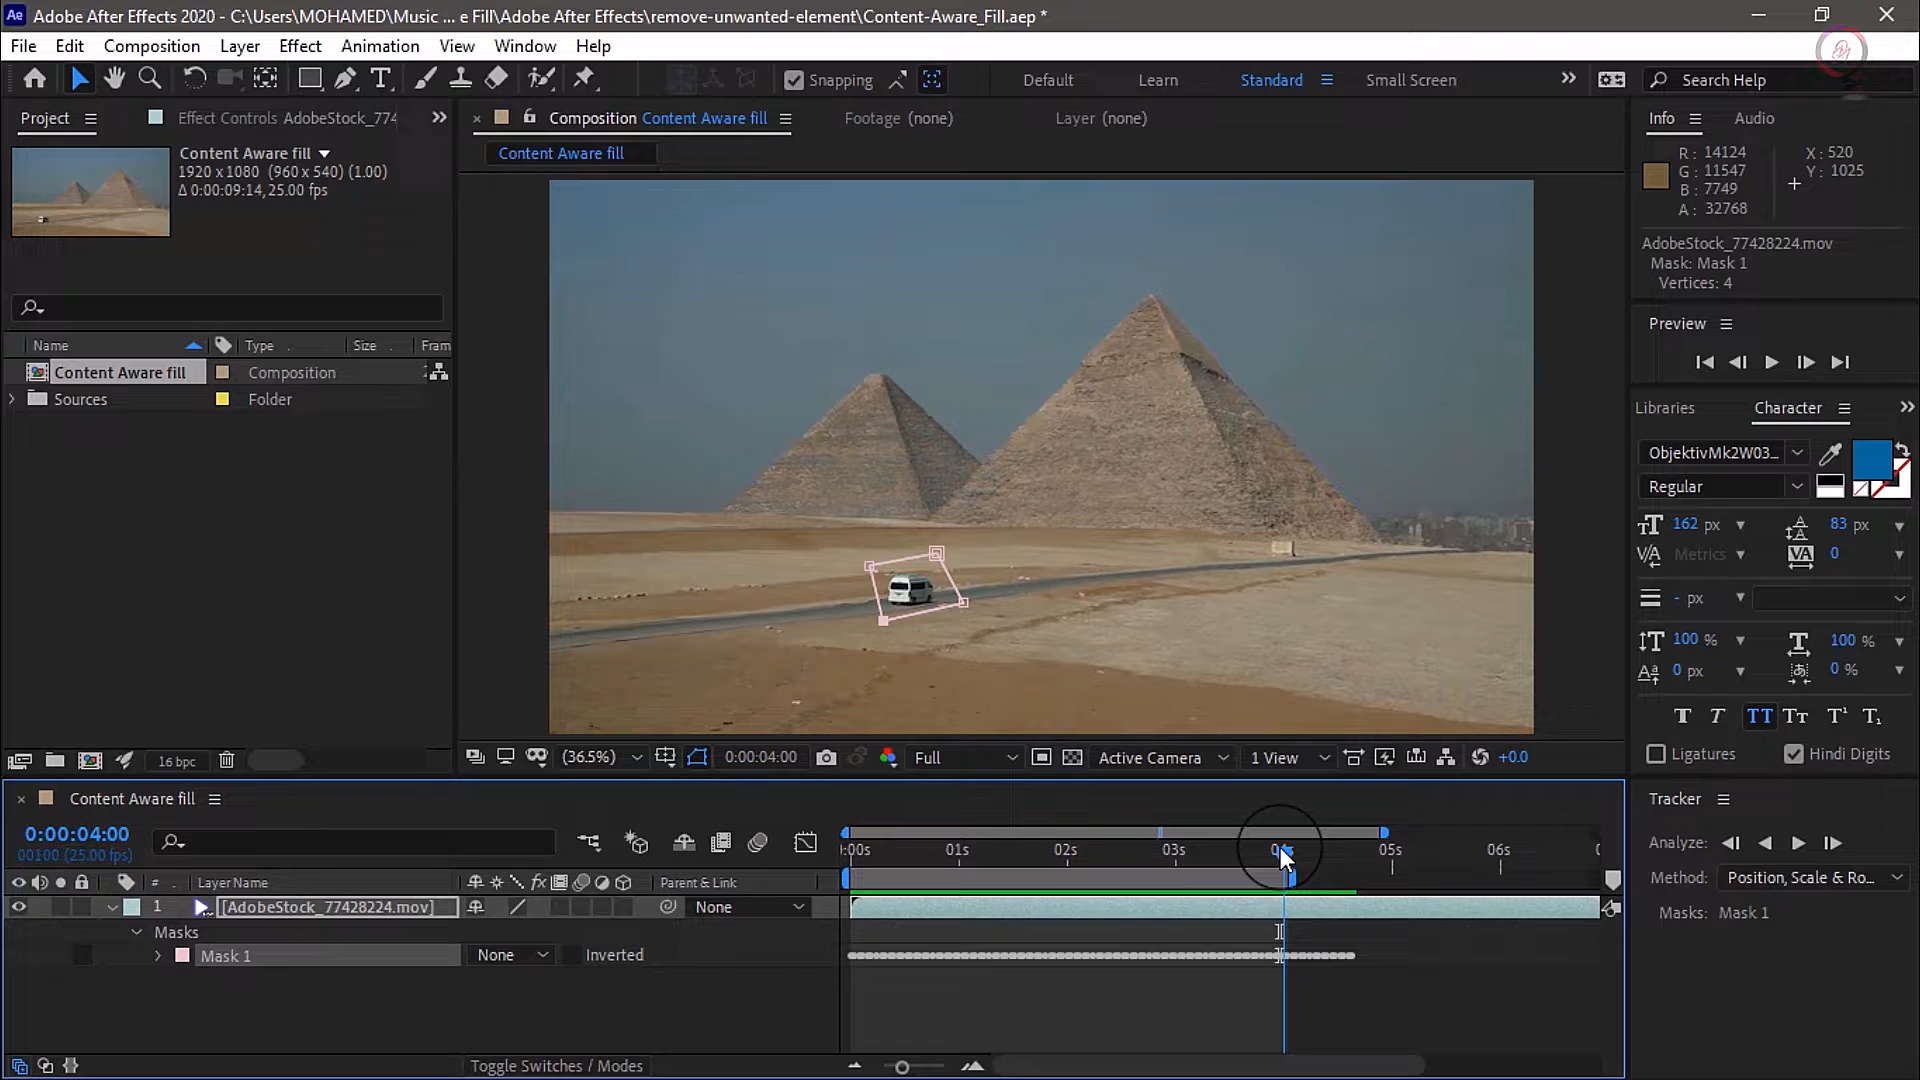 Ae Adobe After Effects 2020 - C:\Users\MOHAMED\Music ... e Fill\Adobe After Effects\remove-unwanted-element\Content-Aware_Fill.aep *
File Edit Composition Layer Effect Animation View Window Help
Snapping Default Learn Standard Small Screen Search Help
Project Effect Controls AdobeStock_774
Composition Content Aware fill Footage (none) Layer (none)
Info Audio
Content Aware fill
1920 x 1080 (960 x 540) (1.00)
Δ 0:00:09:14, 25.00 fps
Content Aware fill
R: 14124 X: 520
G: 11547 Y: 1025
B: 7749
A: 32768
AdobeStock_77428224.mov
Mask: Mask 1
Vertices: 4
Preview
Name Type Size Fram
Content Aware fill Composition
Sources Folder
Libraries Character
ObjektivMk2W03...
Regular
162 px 83 px
Metrics 0
- px
100 % 100 %
0 px 0 %
Ligatures Hindi Digits
16 bpc
(36.5%) 0:00:04:00 Full Active Camera 1 View +0.0
Content Aware fill
0:00:04:00
00100 (25.00 fps)
:00s 01s 02s 03s 05s 06s
# Layer Name fx Parent & Link
1 [AdobeStock_77428224.mov] None
Masks
Mask 1 None Inverted
Toggle Switches / Modes
Tracker
Analyze:
Method: Position, Scale & Ro...
Masks: Mask 1